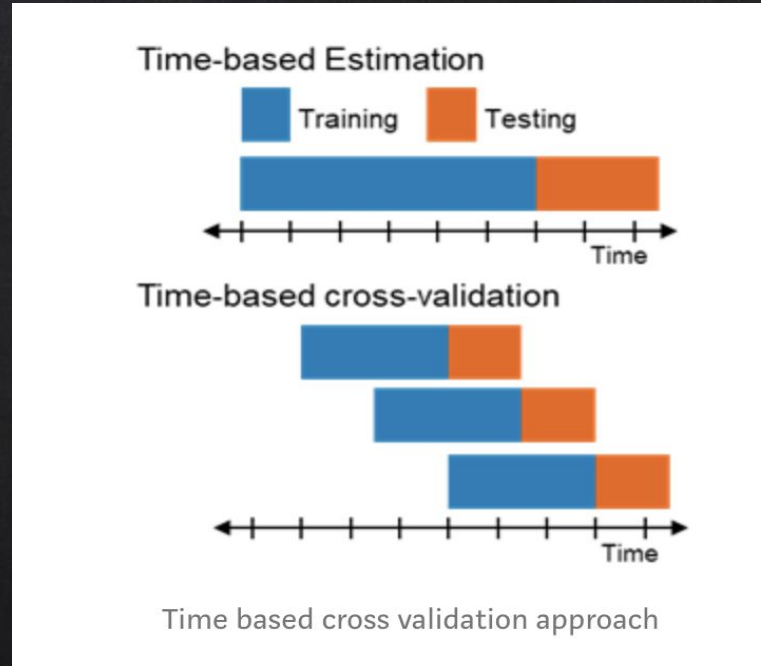 Time-based Estimation
Training Testing
Time
Time-based cross-validation
Time
Time based cross validation approach